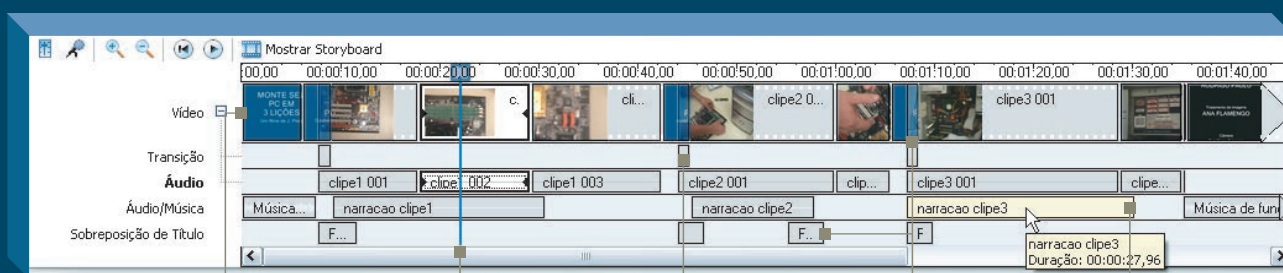 Mostrar Storyboard
:00,00 00:00:10,00 00:00:20,00 00:00:30,00 00:00:40,00 00:00:50,00 00:01:00,00 00:01:10,00 00:01:20,00 00:01:30,00 00:01:40,00
Vídeo
MONTE SE
PC EM
3 LIÇÕES
c. cli... clipe2 0... clipe3 001
RODRIGO PAULO
ANA FLAMENGO
Transição
Áudio clipe1 001 clipe1 002 clipe1 003 clipe2 001 clip... clipe3 001 clipe...
Áudio/Música Música... narracao clipe1 narracao clipe2 narracao clipe3 Música de fun
Sobreposição de Título F... F.. F
narracao clipe3
Duração: 00:00:27,96